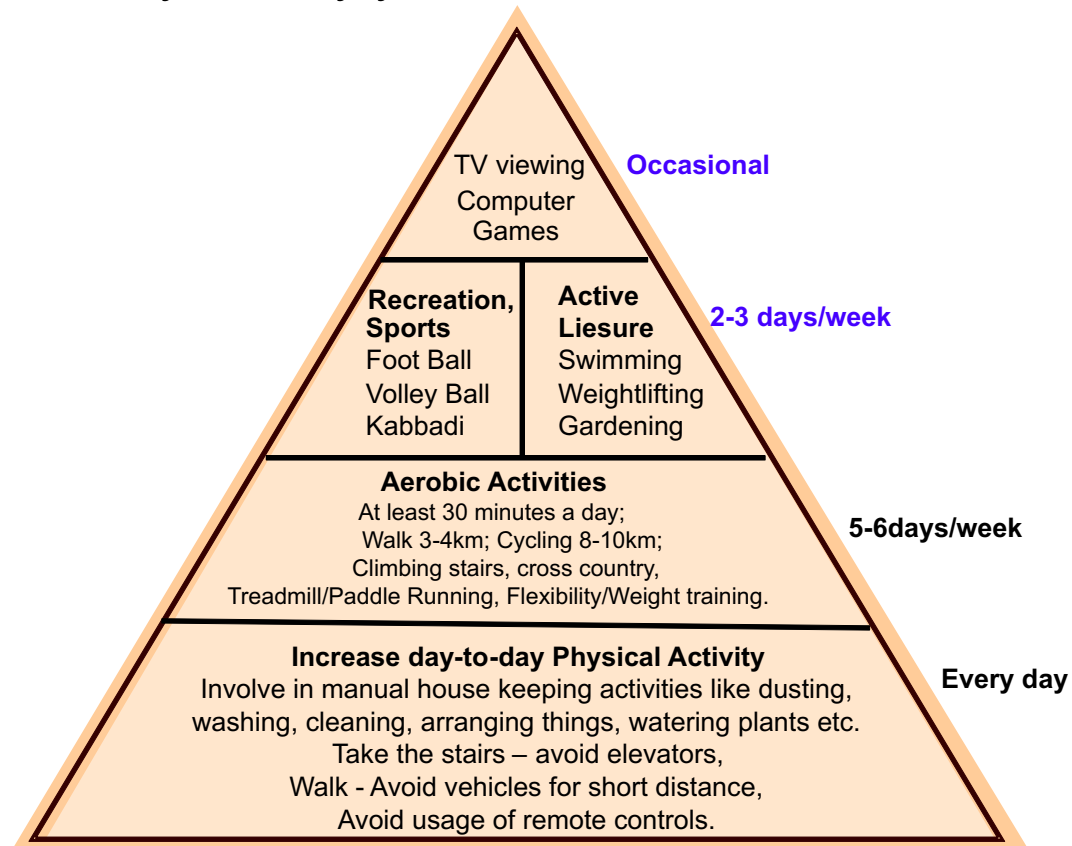 TV viewing
Computer
Games
Occasional
Recreation,
Sports
Foot Ball
Volley Ball
Kabbadi
Active
Liesure
Swimming
Weightlifting
Gardening
2-3 days/week
Aerobic Activities
At least 30 minutes a day;
Walk 3-4km; Cycling 8-10km;
Climbing stairs, cross country,
Treadmill/Paddle Running, Flexibility/Weight training.
5-6days/week
Increase day-to-day Physical Activity
Involve in manual house keeping activities like dusting,
washing, cleaning, arranging things, watering plants etc.
Take the stairs – avoid elevators,
Walk - Avoid vehicles for short distance,
Avoid usage of remote controls.
Every day